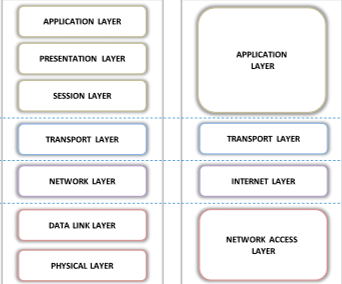 APPLICATION LAYER
PRESENTATION LAYER
SESSION LAYER
TRANSPORT LAYER
NETWORK LAYER
DATA LINK LAYER
PHYSICAL LAYER
APPLICATION
LAYER
TRANSPORT LAYER
INTERNET LAYER
NETWORK ACCESS
LAYER